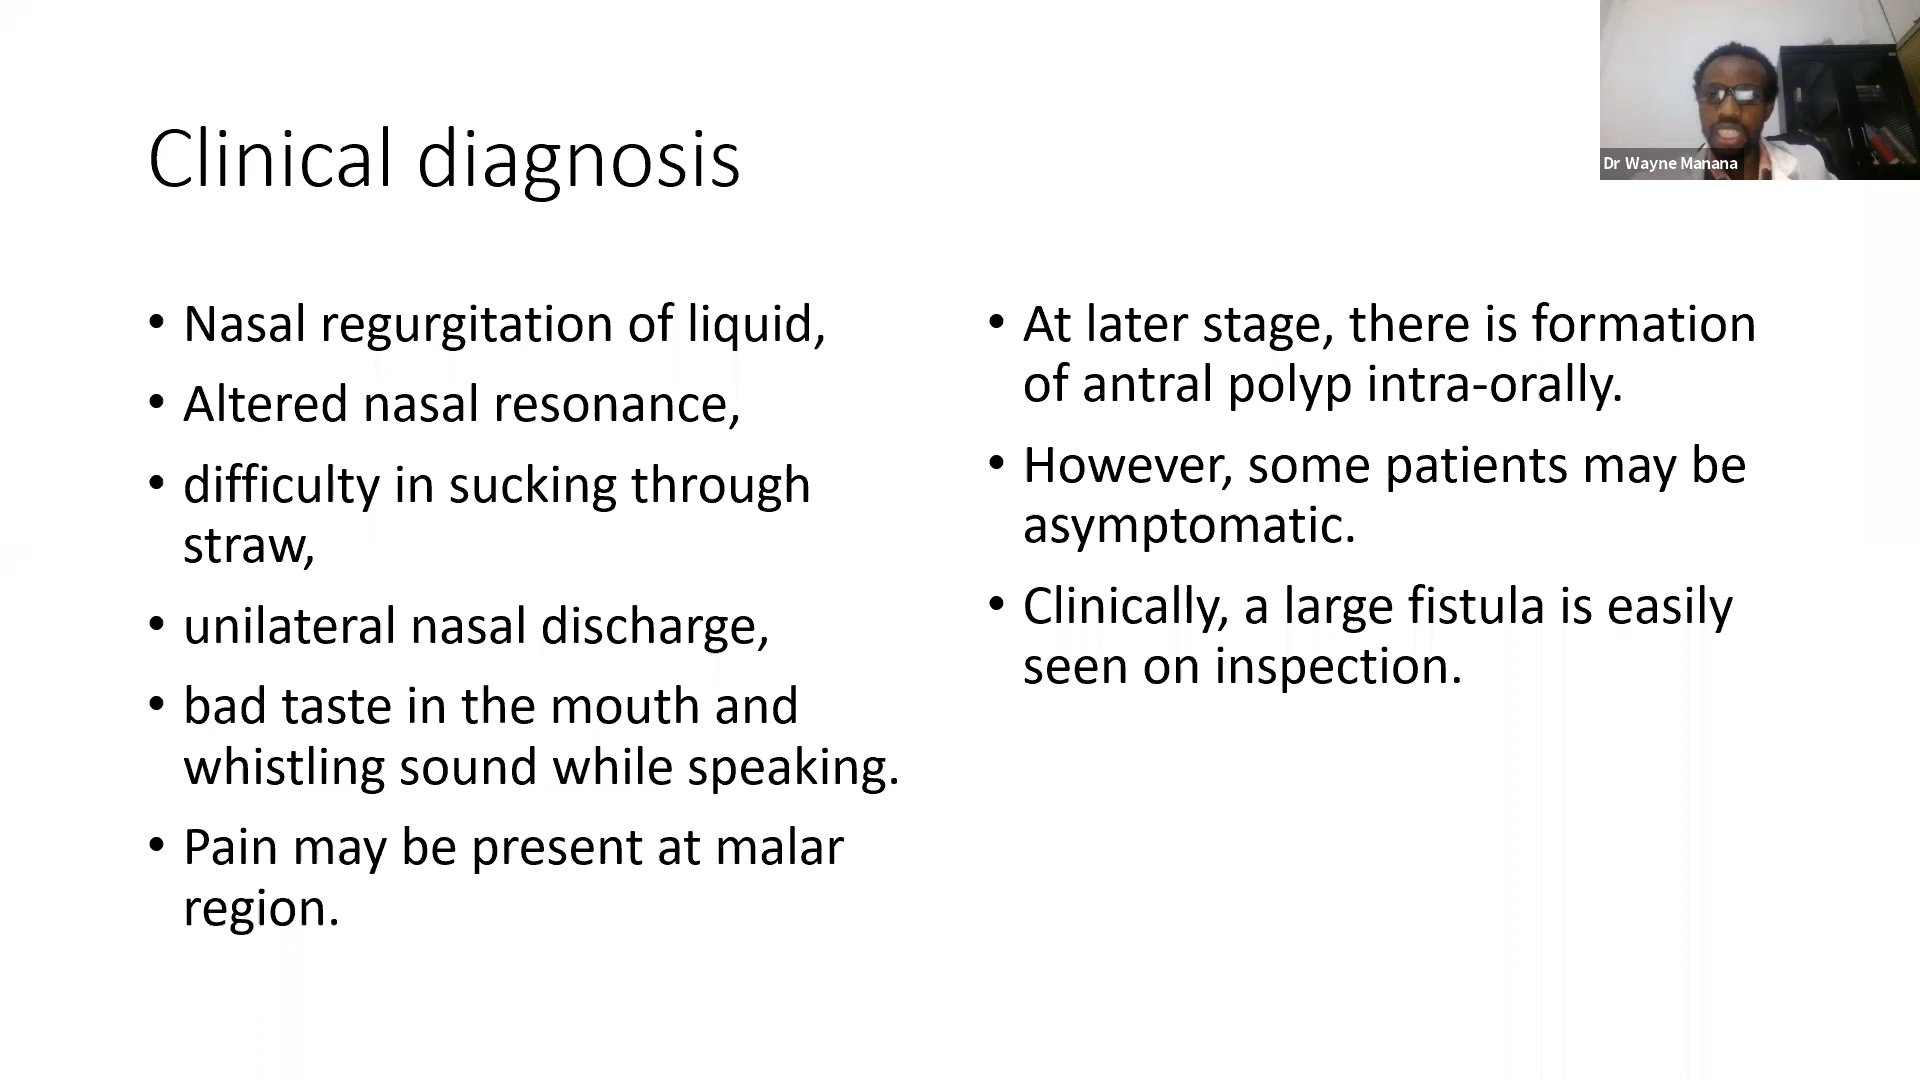 Clinical diagnosis
Dr Wayne Manana
• Nasal regurgitation of liquid,
• Altered nasal resonance,
• difficulty in sucking through
straw,
• unilateral nasal discharge,
• bad taste in the mouth and
whistling sound while speaking.
• Pain may be present at malar
region.
• At later stage, there is formation
of antral polyp intra-orally.
• However, some patients may be
asymptomatic.
• Clinically, a large fistula is easily
seen on inspection.